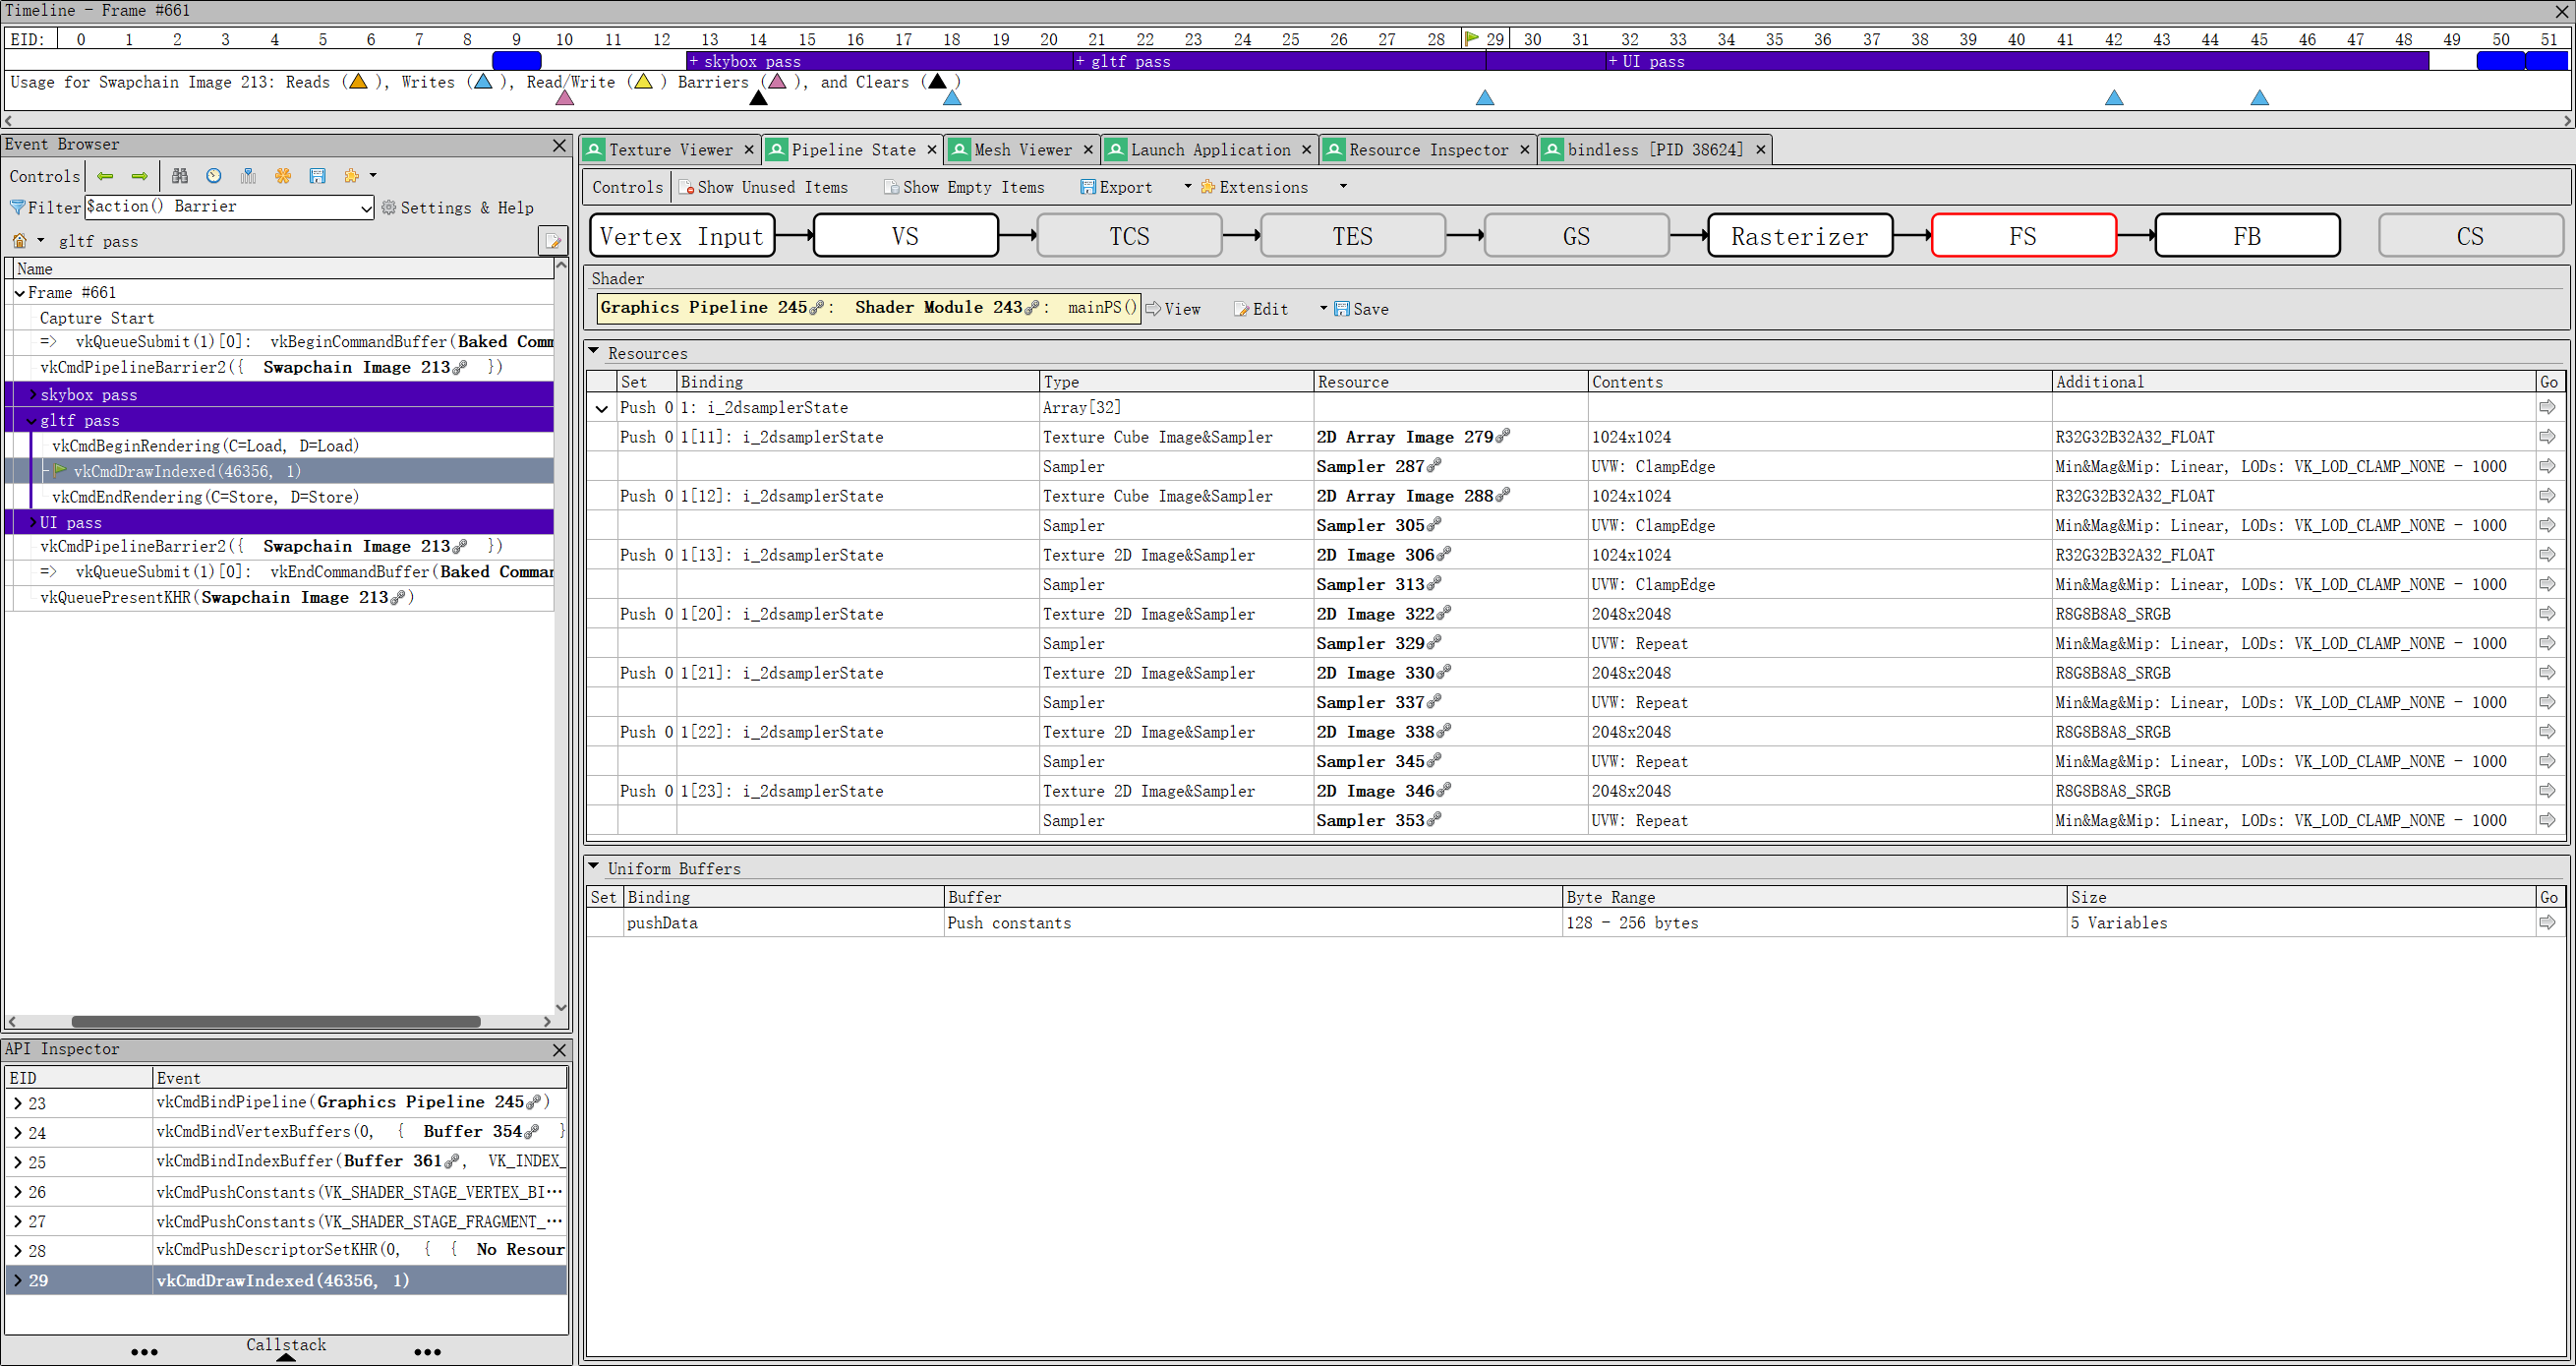 Timeline - Frame #661
EID: 0 1 2 3 4 5 6 7 8 9 10 11 12 13 14 15 16 17 18 19 20 21 22 23 24 25 26 27 28 29 30 31 32 33 34 35 36 37 38 39 40 41 42 43 44 45 46 47 48 49 50 51
+ skybox pass + gltf pass + UI pass
Usage for Swapchain Image 213: Reads ( ), Writes ( ), Read/Write ( ) Barriers ( ), and Clears ( )
Event Browser
Controls
Filter $action() Barrier Settings & Help
gltf pass
Name
Frame #661
Capture Start
=> vkQueueSubmit(1)[0]: vkBeginCommandBuffer(Baked Comm
vkCmdPipelineBarrier2({ Swapchain Image 213 })
skybox pass
gltf pass
vkCmdBeginRendering(C=Load, D=Load)
vkCmdDrawIndexed(46356, 1)
vkCmdEndRendering(C=Store, D=Store)
UI pass
vkCmdPipelineBarrier2({ Swapchain Image 213 })
=> vkQueueSubmit(1)[0]: vkEndCommandBuffer(Baked Comman
vkQueuePresentKHR(Swapchain Image 213)
API Inspector
EID Event
23 vkCmdBindPipeline(Graphics Pipeline 245)
24 vkCmdBindVertexBuffers(0, { Buffer 354 }
25 vkCmdBindIndexBuffer(Buffer 361, VK_INDEX_
26 vkCmdPushConstants(VK_SHADER_STAGE_VERTEX_BI...
27 vkCmdPushConstants(VK_SHADER_STAGE_FRAGMENT_...
28 vkCmdPushDescriptorSetKHR(0, { { No Resour
29 vkCmdDrawIndexed(46356, 1)
Callstack
Texture Viewer Pipeline State Mesh Viewer Launch Application Resource Inspector bindless [PID 38624]
Controls Show Unused Items Show Empty Items Export Extensions
Vertex Input VS TCS TES GS Rasterizer FS FB CS
Shader
Graphics Pipeline 245: Shader Module 243: mainPS() View Edit Save
Resources
Set Binding Type Resource Contents Additional Go
Push 0 1: i_2dsamplerState Array[32]
Push 0 1[11]: i_2dsamplerState Texture Cube Image&Sampler 2D Array Image 279 1024x1024 R32G32B32A32_FLOAT
Sampler Sampler 287 UVW: ClampEdge Min&Mag&Mip: Linear, LODs: VK_LOD_CLAMP_NONE - 1000
Push 0 1[12]: i_2dsamplerState Texture Cube Image&Sampler 2D Array Image 288 1024x1024 R32G32B32A32_FLOAT
Sampler Sampler 305 UVW: ClampEdge Min&Mag&Mip: Linear, LODs: VK_LOD_CLAMP_NONE - 1000
Push 0 1[13]: i_2dsamplerState Texture 2D Image&Sampler 2D Image 306 1024x1024 R32G32B32A32_FLOAT
Sampler Sampler 313 UVW: ClampEdge Min&Mag&Mip: Linear, LODs: VK_LOD_CLAMP_NONE - 1000
Push 0 1[20]: i_2dsamplerState Texture 2D Image&Sampler 2D Image 322 2048x2048 R8G8B8A8_SRGB
Sampler Sampler 329 UVW: Repeat Min&Mag&Mip: Linear, LODs: VK_LOD_CLAMP_NONE - 1000
Push 0 1[21]: i_2dsamplerState Texture 2D Image&Sampler 2D Image 330 2048x2048 R8G8B8A8_SRGB
Sampler Sampler 337 UVW: Repeat Min&Mag&Mip: Linear, LODs: VK_LOD_CLAMP_NONE - 1000
Push 0 1[22]: i_2dsamplerState Texture 2D Image&Sampler 2D Image 338 2048x2048 R8G8B8A8_SRGB
Sampler Sampler 345 UVW: Repeat Min&Mag&Mip: Linear, LODs: VK_LOD_CLAMP_NONE - 1000
Push 0 1[23]: i_2dsamplerState Texture 2D Image&Sampler 2D Image 346 2048x2048 R8G8B8A8_SRGB
Sampler Sampler 353 UVW: Repeat Min&Mag&Mip: Linear, LODs: VK_LOD_CLAMP_NONE - 1000
Uniform Buffers
Set Binding Buffer Byte Range Size Go
pushData Push constants 128 - 256 bytes 5 Variables